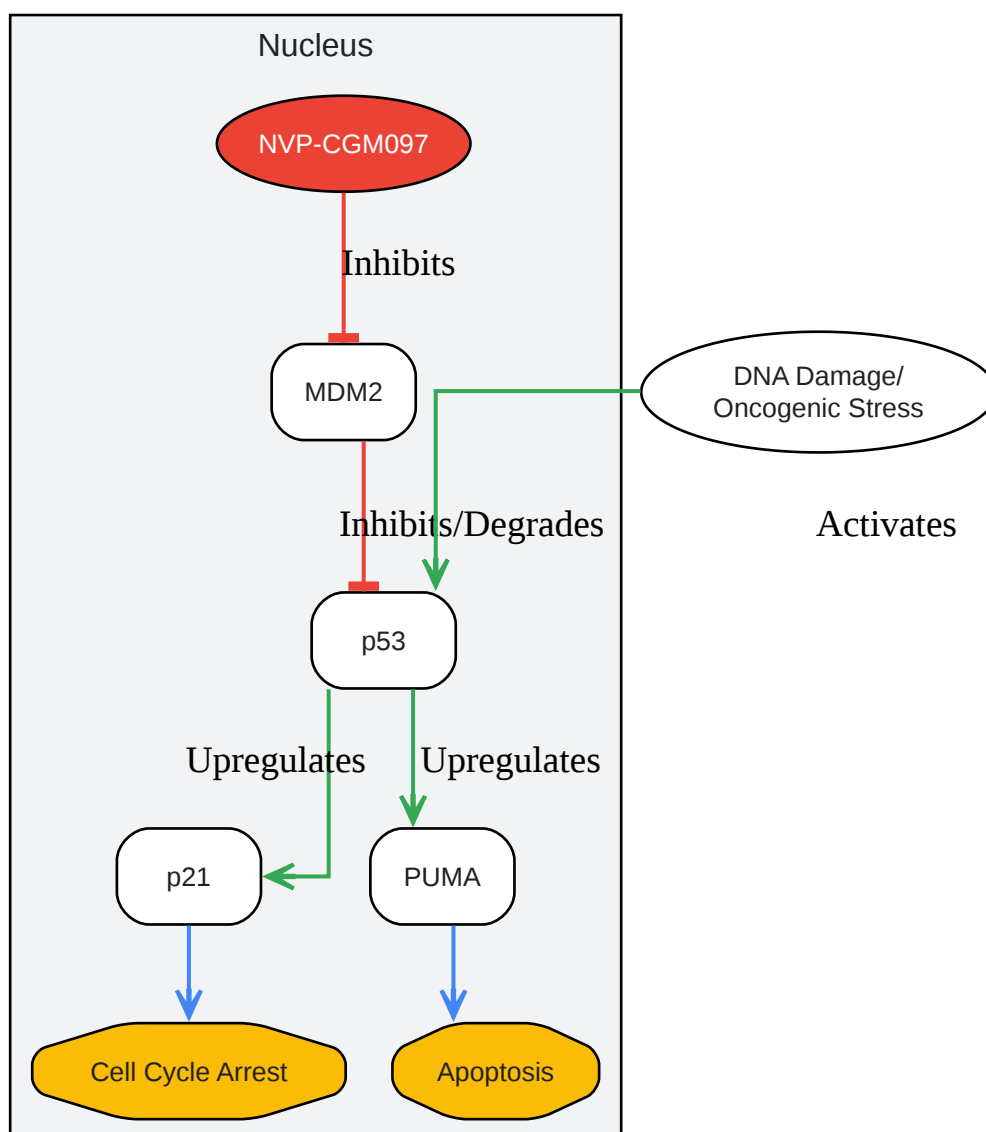 Nucleus
NVP-CGM097
Inhibits
MDM2
DNA Damage/
Oncogenic Stress
Inhibits/Degrades
Activates
p53
Upregulates
Upregulates
p21
PUMA
Cell Cycle Arrest
Apoptosis